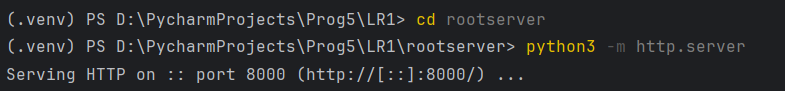 (.venv) PS D:\PycharmProjects\Prog5\LR1> cd rootserver
(.venv) PS D:\PycharmProjects\Prog5\LR1\rootserver> python3 -m http.server
Serving HTTP on :: port 8000 (http://[::]:8000/) ...